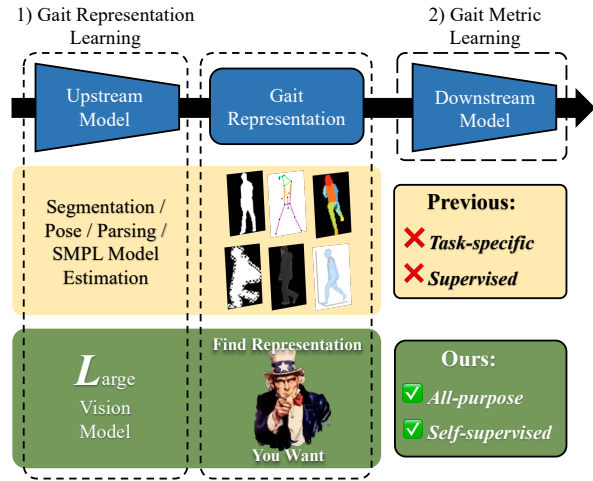 1) Gait Representation
Learning
2) Gait Metric
Learning
Upstream
Model
Gait
Representation
Downstream
Model
Segmentation /
Pose / Parsing /
SMPL Model
Estimation
Previous:
Task-specific
Supervised
Large
Vision
Model
Find Representation
You Want
Ours:
All-purpose
Self-supervised